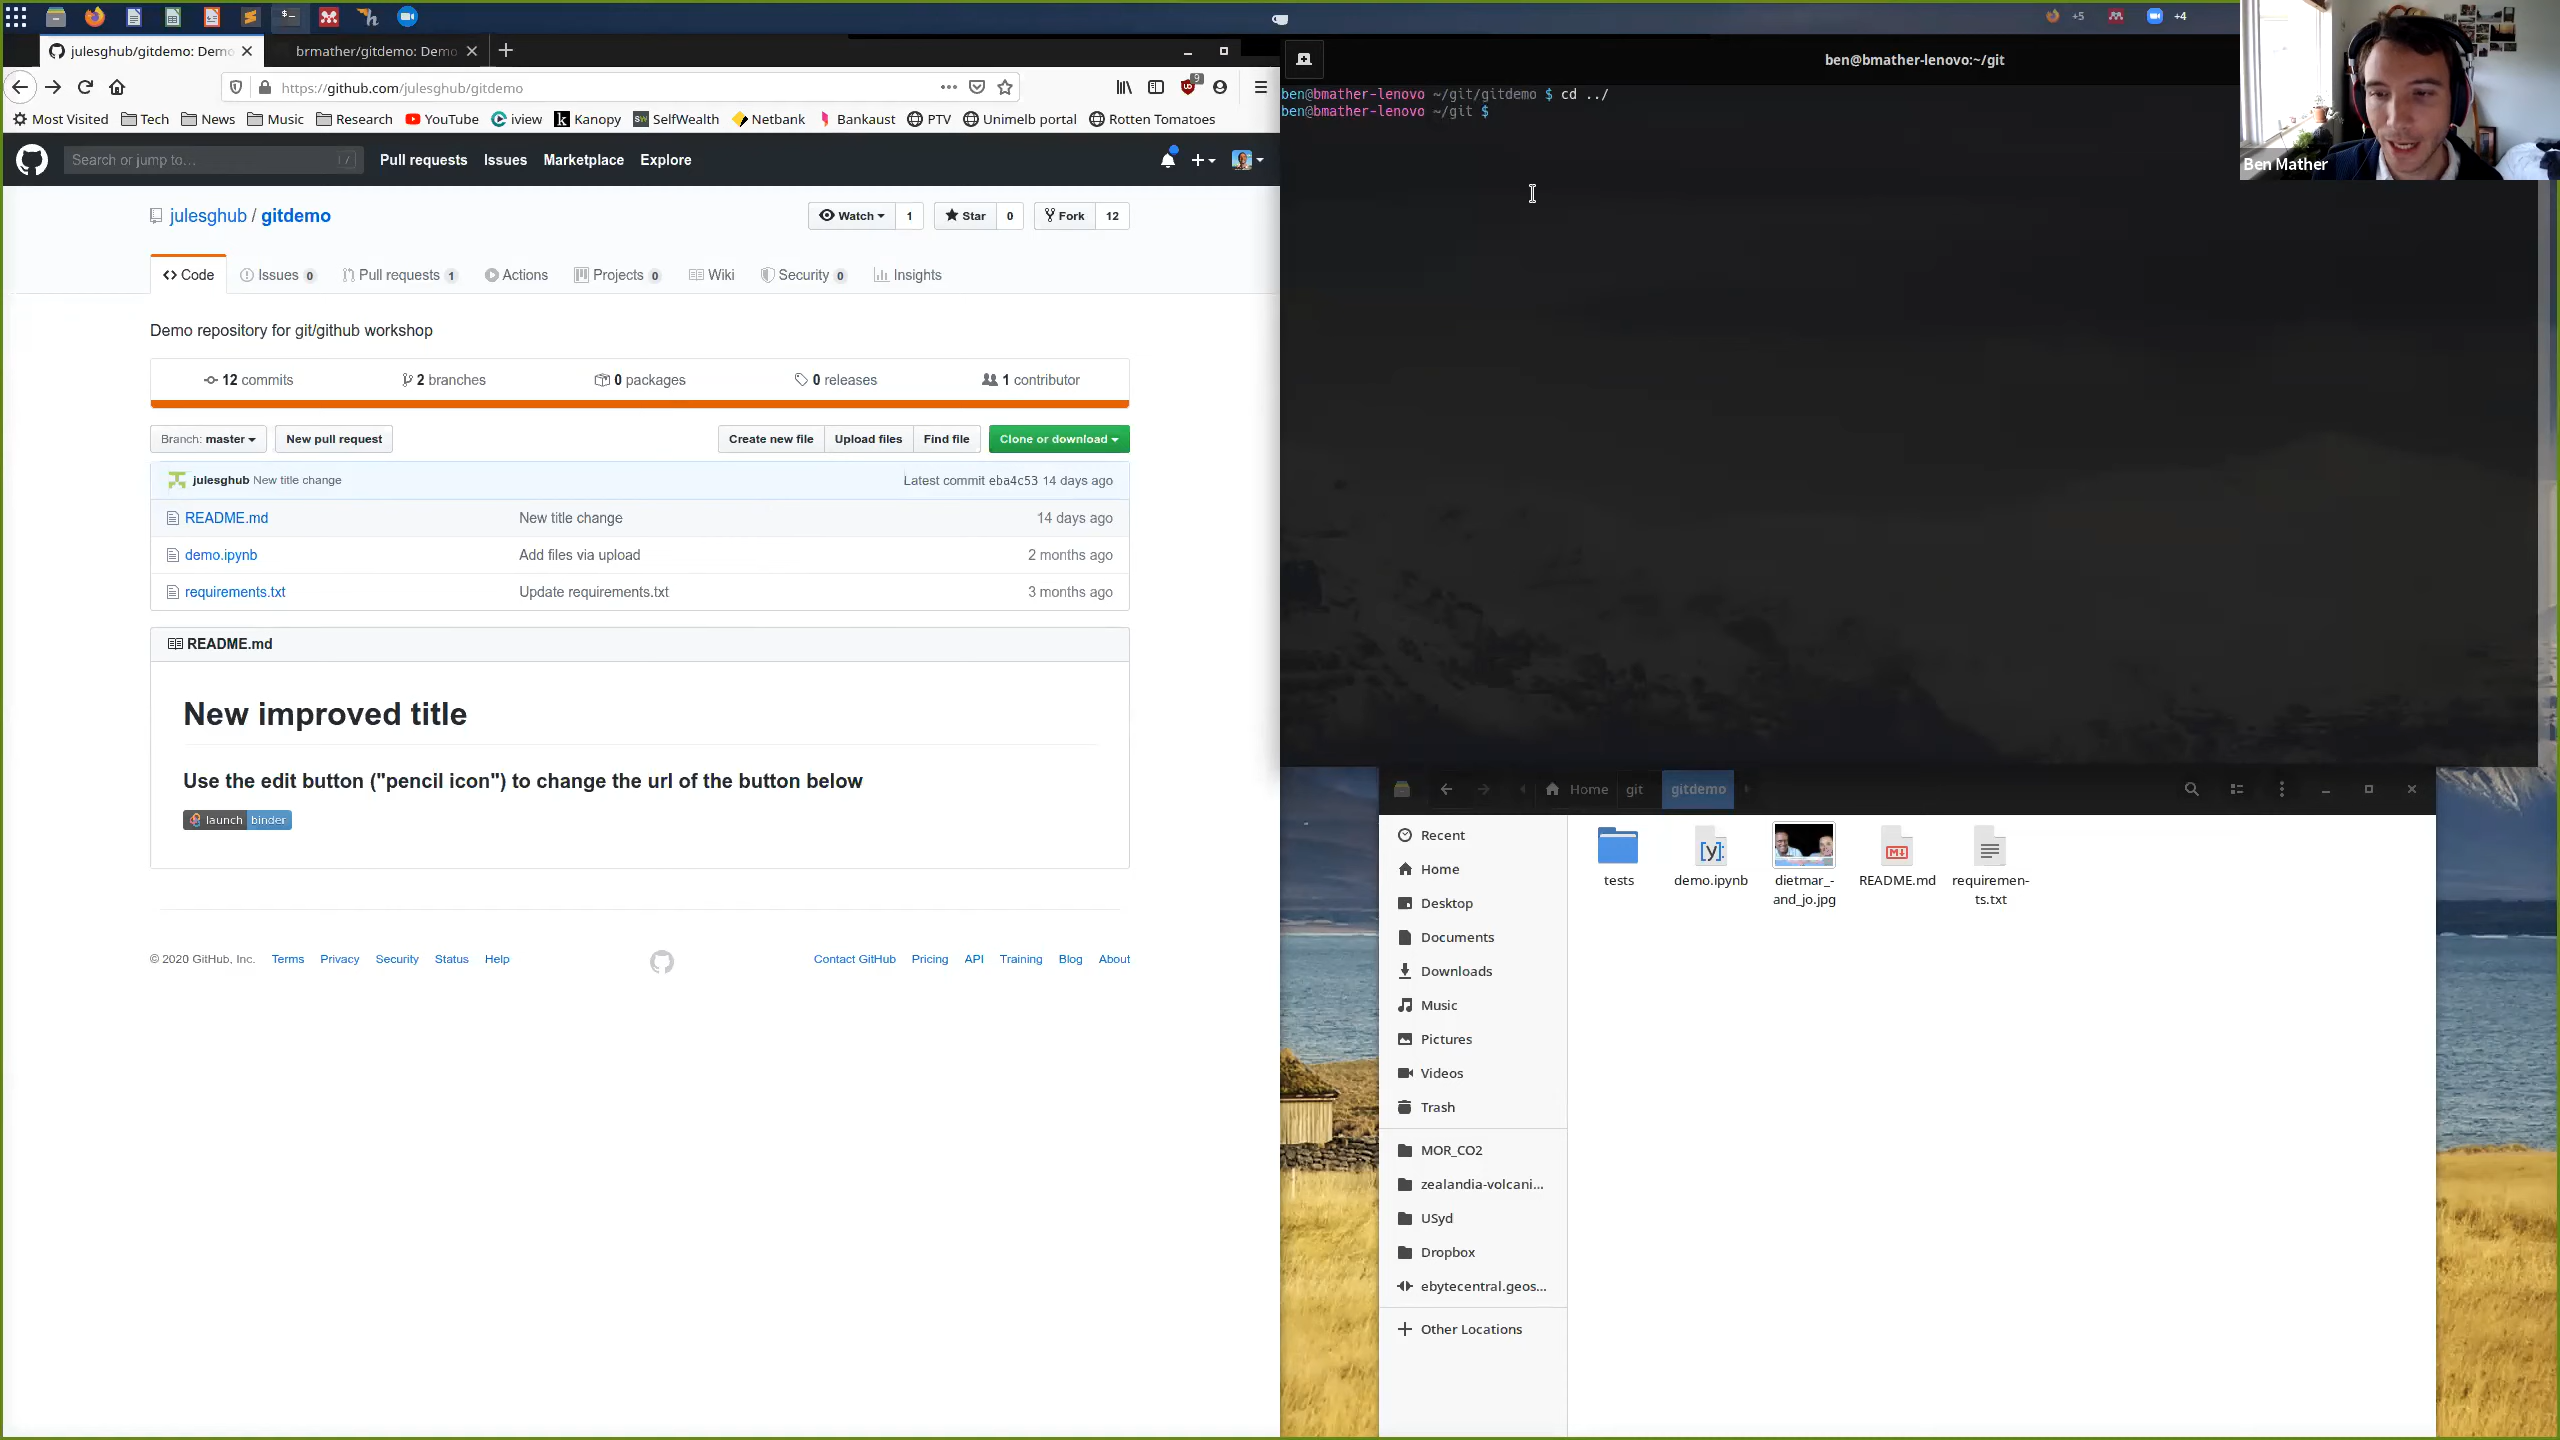 +5
+4
julesghub/gitdemo: Demo
brmather/gitdemo: Demo
ben@bmather-lenovo:~/git
https://github.com/julesghub/gitdemo
9
Most Visited Tech News Music Research YouTube iview Kanopy SelfWealth Netbank Bankaust PTV Unimelb portal Rotten Tomatoes
Search or jump to… /
Pull requests Issues Marketplace Explore
julesghub / gitdemo
Watch 1 Star 0 Fork 12
Code Issues 0 Pull requests 1 Actions Projects 0 Wiki Security 0 Insights
Demo repository for git/github workshop
12 commits 2 branches 0 packages 0 releases 1 contributor
Branch: master New pull request Create new file Upload files Find file Clone or download
julesghub New title change Latest commit eba4c53 14 days ago
README.md New title change 14 days ago
demo.ipynb Add files via upload 2 months ago
requirements.txt Update requirements.txt 3 months ago
README.md
New improved title
Use the edit button ("pencil icon") to change the url of the button below
launch binder
© 2020 GitHub, Inc. Terms Privacy Security Status Help Contact GitHub Pricing API Training Blog About
ben@bmather-lenovo ~/git/gitdemo $ cd ../
ben@bmather-lenovo ~/git $
Ben Mather
Home git gitdemo
Recent
Home
Desktop
Documents
Downloads
Music
Pictures
Videos
Trash
MOR_CO2
zealandia-volcani...
USyd
Dropbox
ebytecentral.geos...
Other Locations
tests
demo.ipynb
dietmar_-
and_jo.jpg
README.md
requiremen-
ts.txt